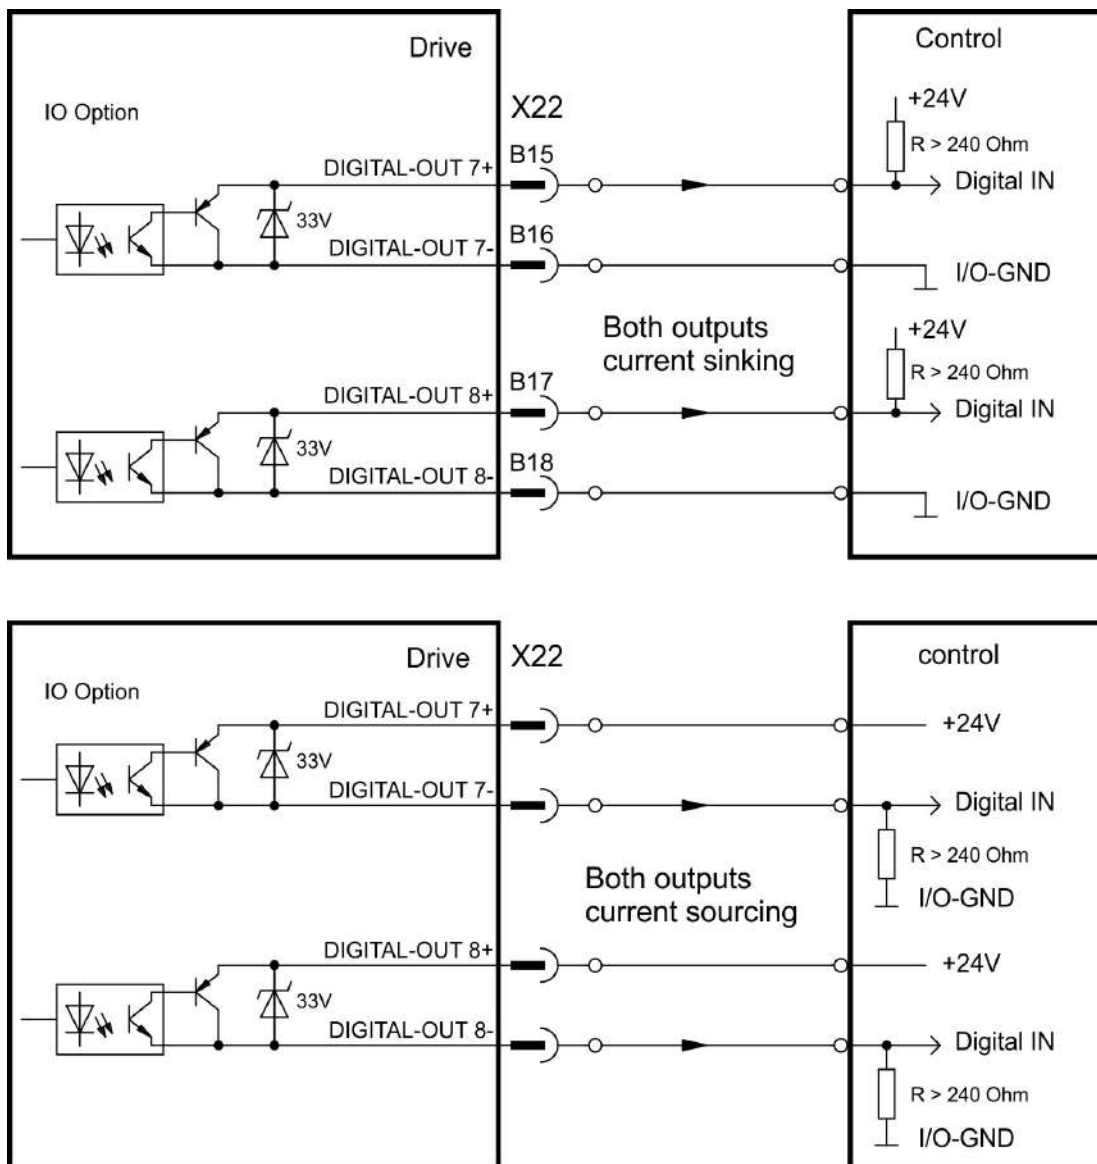 Drive
Control
IO Option
X22
+24V
R > 240 Ohm
DIGITAL-OUT 7+
B15
Digital IN
33V
DIGITAL-OUT 7-
B16
I/O-GND
Both outputs
current sinking
+24V
R > 240 Ohm
DIGITAL-OUT 8+
B17
Digital IN
33V
DIGITAL-OUT 8-
B18
I/O-GND
Drive
X22
control
IO Option
DIGITAL-OUT 7+
+24V
33V
DIGITAL-OUT 7-
Digital IN
R > 240 Ohm
I/O-GND
Both outputs
current sourcing
DIGITAL-OUT 8+
+24V
33V
DIGITAL-OUT 8-
Digital IN
R > 240 Ohm
I/O-GND